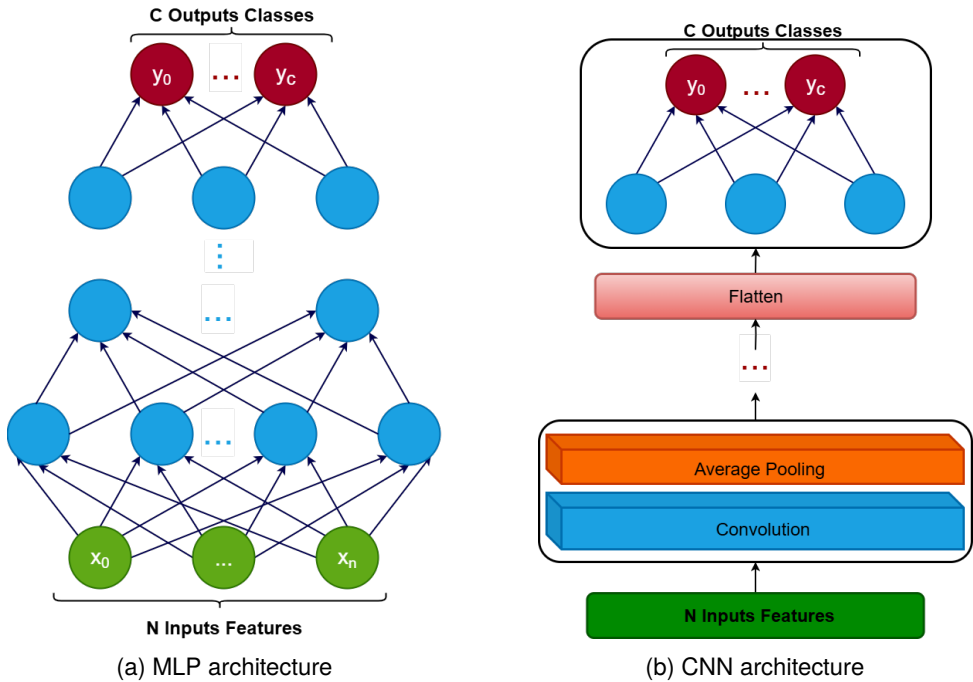 C Outputs Classes
y0 ... yC
...
...
...
x0 ... xn
N Inputs Features
(a) MLP architecture
C Outputs Classes
y0 ... yC
Flatten
...
Average Pooling
Convolution
N Inputs Features
(b) CNN architecture